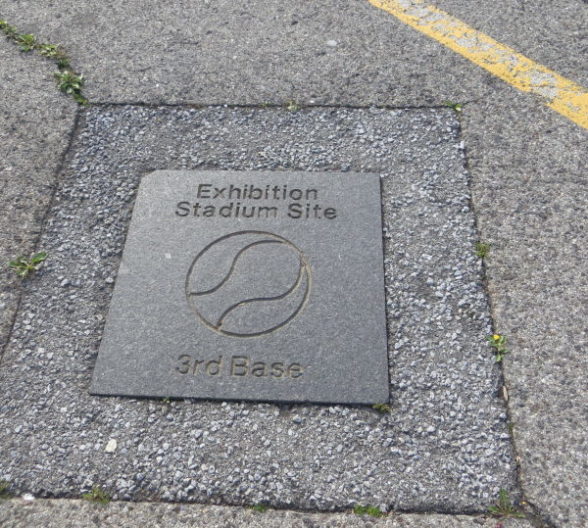 Exhibition
Stadium Site
3rd Base